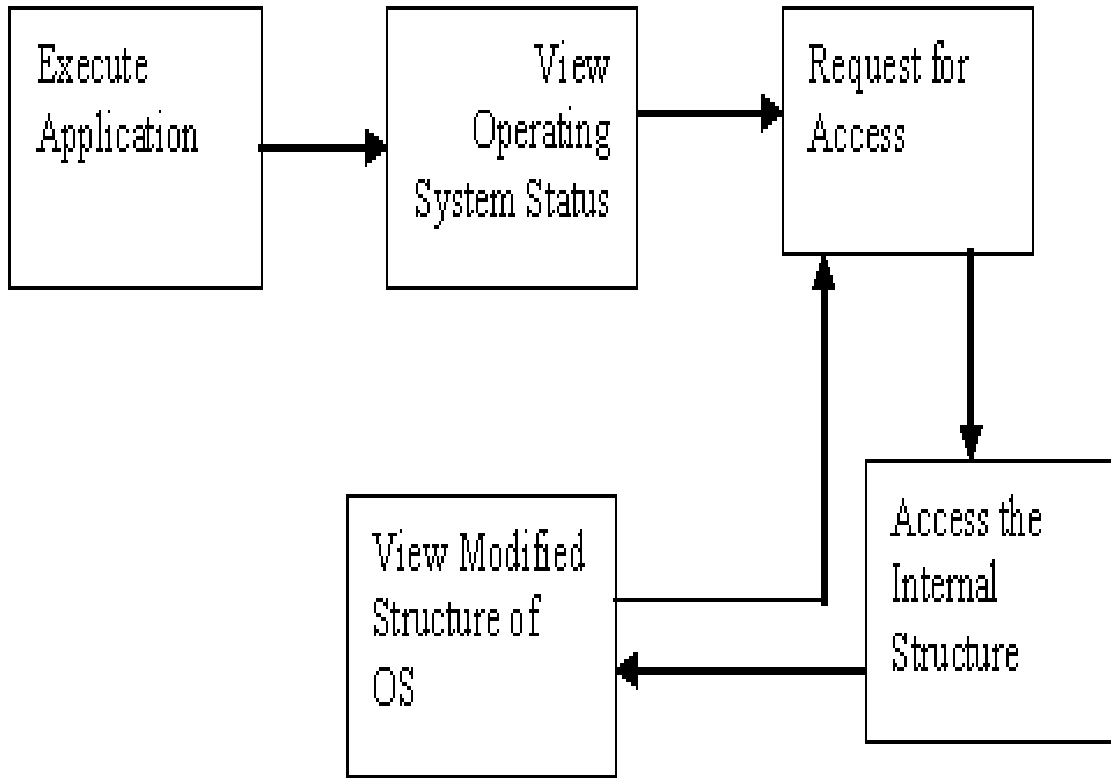 Execute
Application
View
Operating
System Status
Request for
Access
Access the
Internal
Structure
View Modified
Structure of
OS